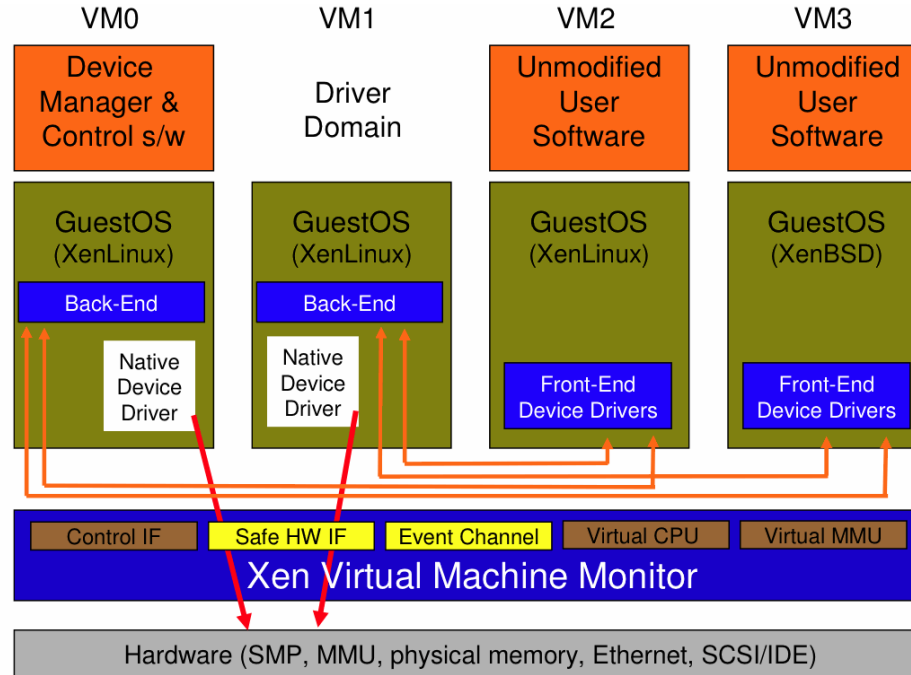 VM0
VM1
VM2
VM3
Device
Manager &
Control s/w
Driver
Domain
Unmodified
User
Software
Unmodified
User
Software
GuestOS
(XenLinux)
Back-End
Native
Device
Driver
GuestOS
(XenLinux)
Back-End
Native
Device
Driver
GuestOS
(XenLinux)
Front-End
Device Drivers
GuestOS
(XenBSD)
Front-End
Device Drivers
Control IF
Safe HW IF
Event Channel
Virtual CPU
Virtual MMU
Xen Virtual Machine Monitor
Hardware (SMP, MMU, physical memory, Ethernet, SCSI/IDE)